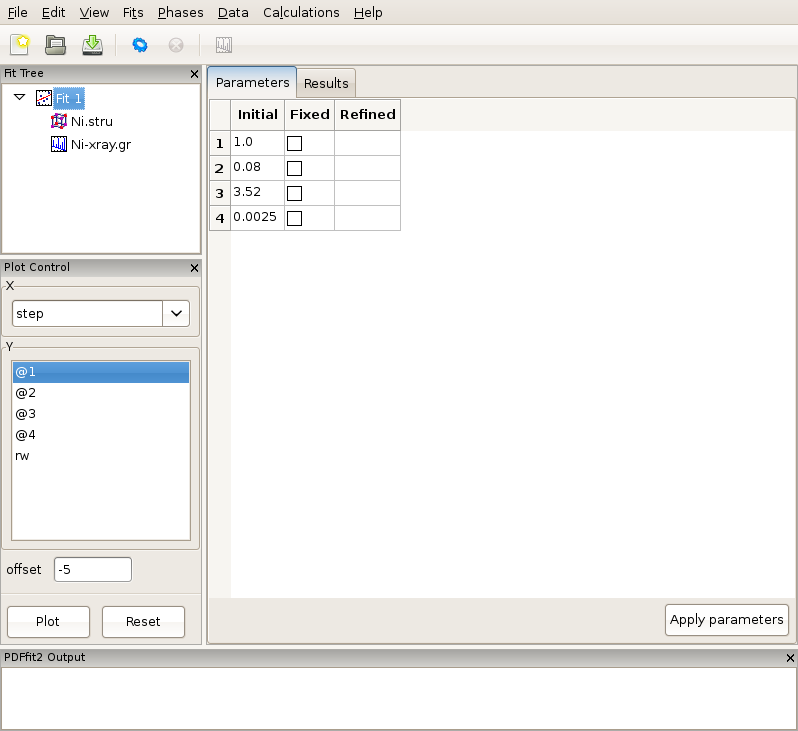 File Edit View Fits Phases Data Calculations Help
Fit Tree
Fit 1
Ni.stru
Ni-xray.gr
Plot Control
X
step
Y
@1
@2
@3
@4
rw
offset -5
Plot Reset
Parameters Results
Initial Fixed Refined
1 1.0
2 0.08
3 3.52
4 0.0025
Apply parameters
PDFfit2 Output